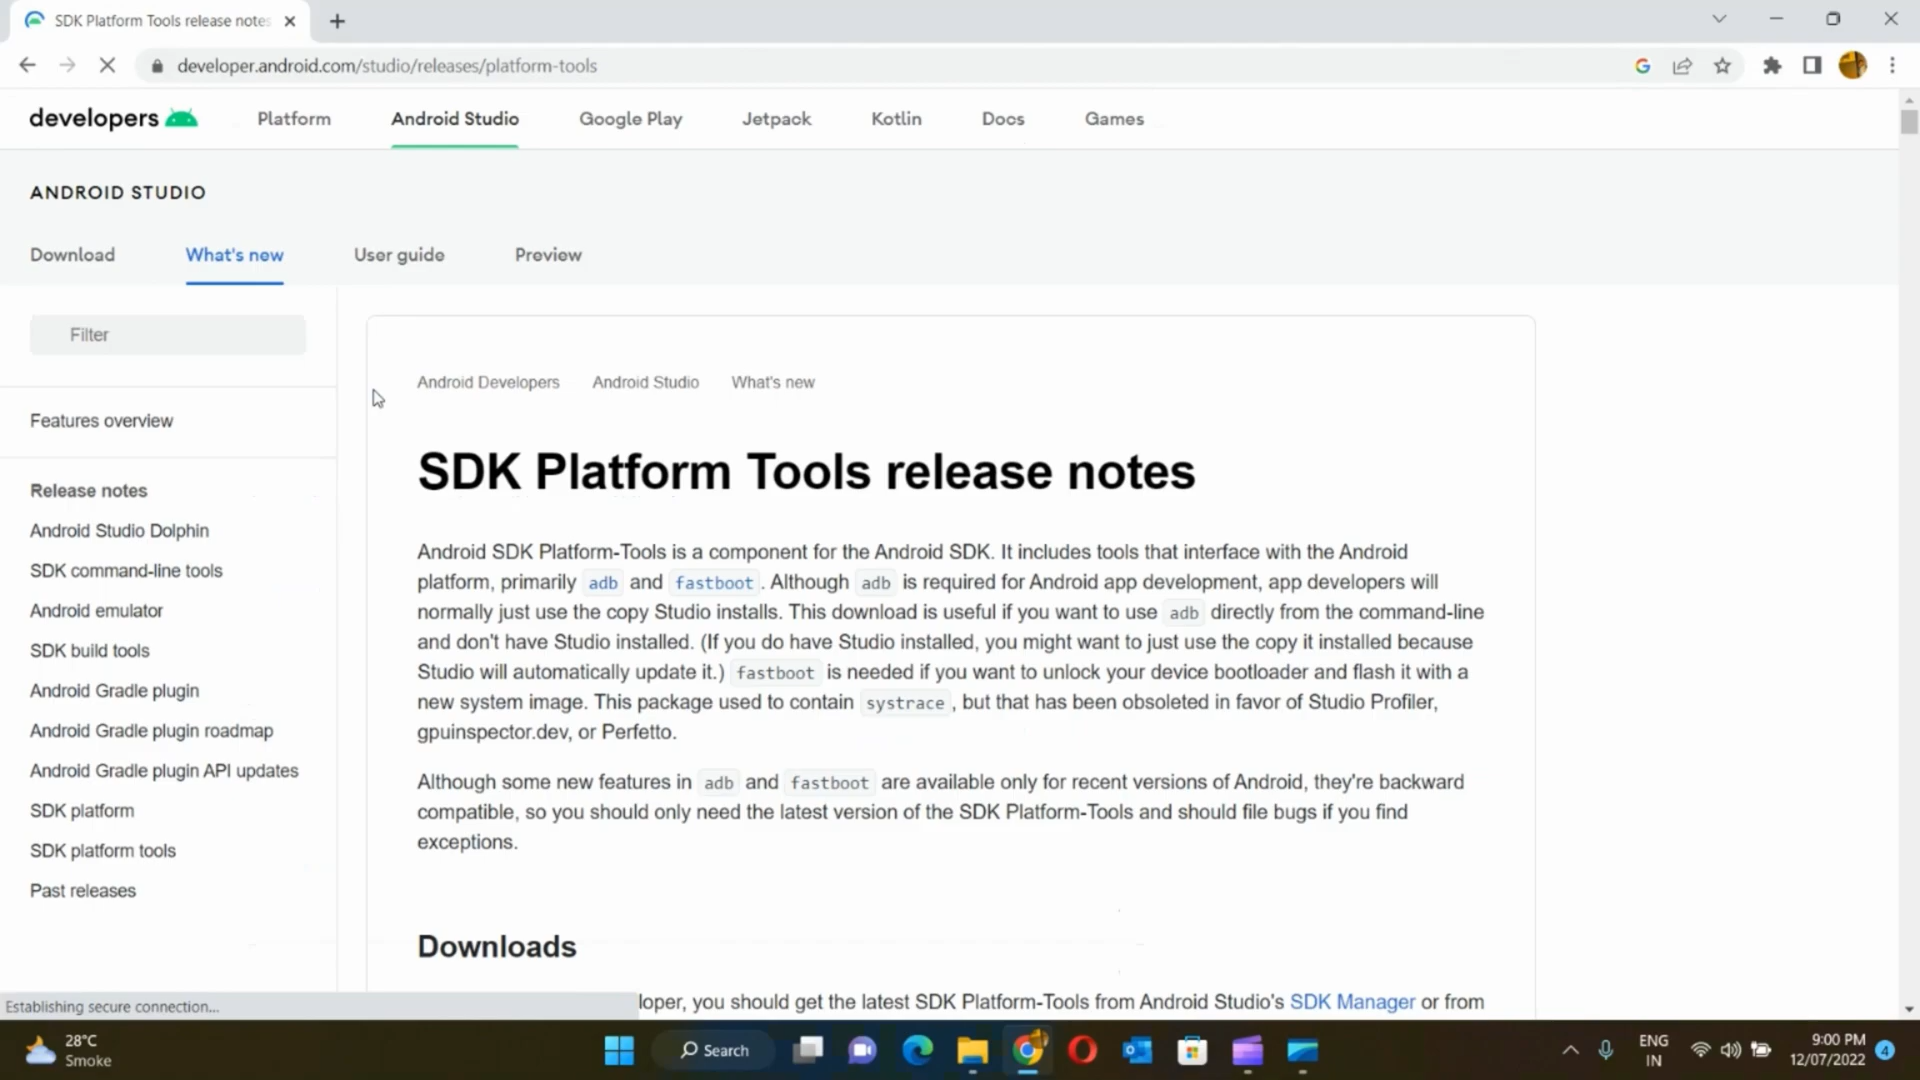 SDK Platform Tools release notes
developer.android.com/studio/releases/platform-tools
developers
Platform
Android Studio
Google Play
Jetpack
Kotlin
Docs
Games
ANDROID STUDIO
Download
What's new
User guide
Preview
Filter
Features overview
Release notes
Android Studio Dolphin
SDK command-line tools
Android emulator
SDK build tools
Android Gradle plugin
Android Gradle plugin roadmap
Android Gradle plugin API updates
SDK platform
SDK platform tools
Past releases
Android Developers
Android Studio
What's new
SDK Platform Tools release notes
Android SDK Platform-Tools is a component for the Android SDK. It includes tools that interface with the Android
platform, primarily adb and fastboot. Although adb is required for Android app development, app developers will
normally just use the copy Studio installs. This download is useful if you want to use adb directly from the command-line
and don't have Studio installed. (If you do have Studio installed, you might want to just use the copy it installed because
Studio will automatically update it.) fastboot is needed if you want to unlock your device bootloader and flash it with a
new system image. This package used to contain systrace, but that has been obsoleted in favor of Studio Profiler,
gpuinspector.dev, or Perfetto.
Although some new features in adb and fastboot are available only for recent versions of Android, they're backward
compatible, so you should only need the latest version of the SDK Platform-Tools and should file bugs if you find
exceptions.
Downloads
loper, you should get the latest SDK Platform-Tools from Android Studio's SDK Manager or from
Establishing secure connection...
28°C
Smoke
Search
ENG
IN
9:00 PM
12/07/2022
4